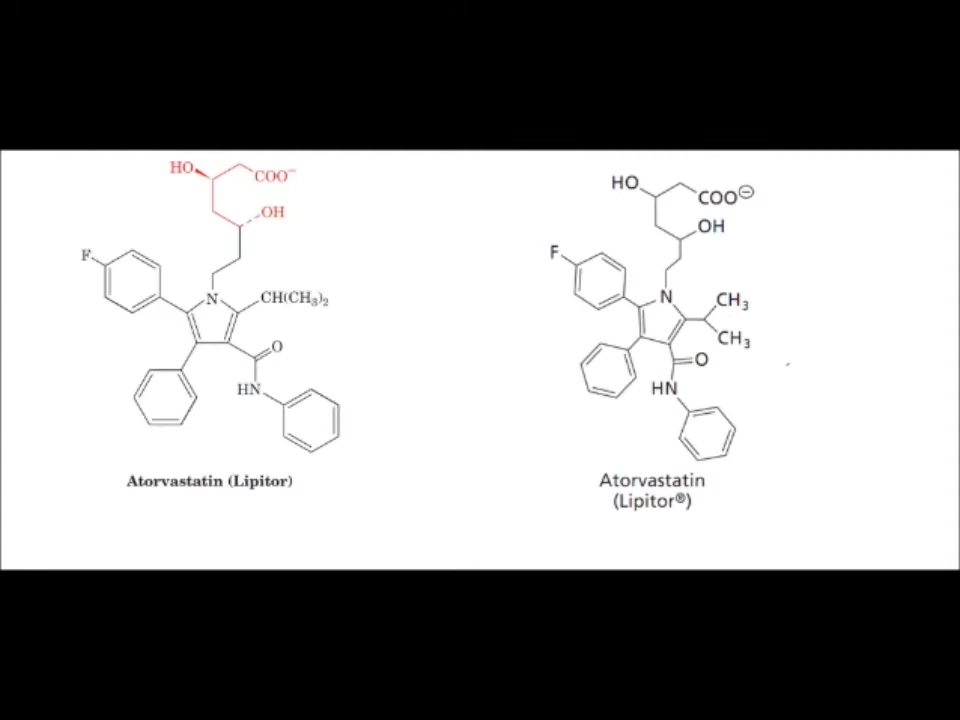 HO
COO⁻
OH
F
N
CH(CH₃)₂
O
HN
Atorvastatin (Lipitor)
HO
COO⊖
OH
F
N
CH₃
CH₃
O
HN
Atorvastatin
(Lipitor®)